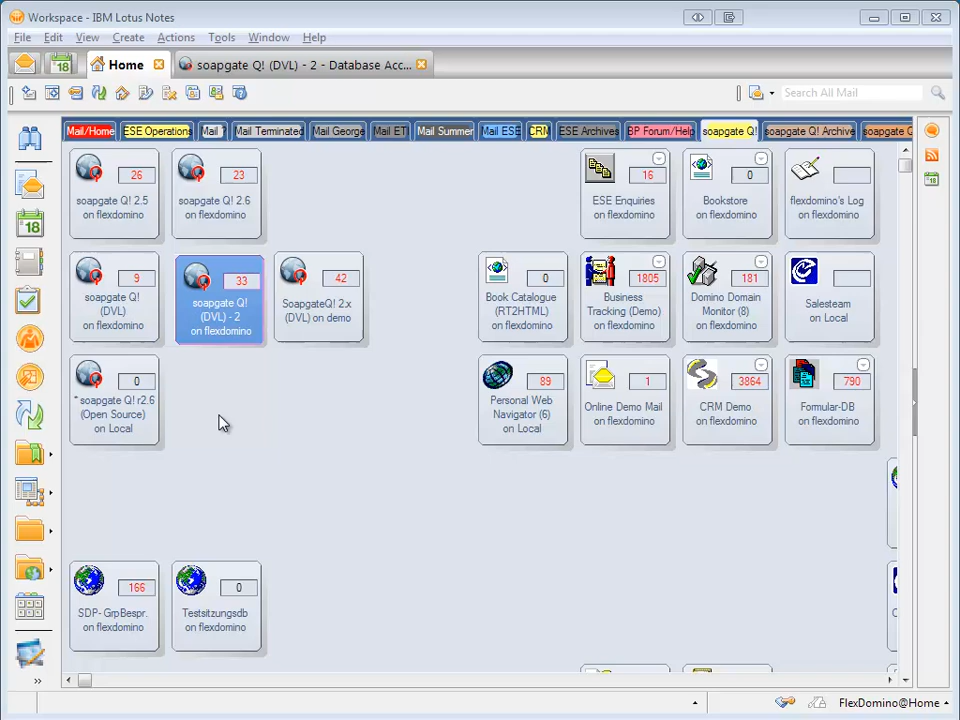 Workspace - IBM Lotus Notes
File Edit View Create Actions Tools Window Help
18 Home soapgate Q! (DVL) - 2 - Database Acc...
Search All Mail
Mail/Home ESE Operations Mail Mail Terminated Mail George Mail ETI Mail Summer Mail ESE CRM ESE Archives BP Forum/Help soapgate Q! soapgate Q! Archive soapgate Q
26
soapgate Q! 2.5
on flexdomino
23
soapgate Q! 2.6
on flexdomino
16
ESE Enquiries
on flexdomino
0
Bookstore
on flexdomino
flexdomino's Log
on flexdomino
9
soapgate Q!
(DVL)
on flexdomino
33
soapgate Q!
(DVL) - 2
on flexdomino
42
SoapgateQ! 2.x
(DVL) on demo
0
Book Catalogue
(RT2HTML)
on flexdomino
1805
Business
Tracking (Demo)
on flexdomino
181
Domino Domain
Monitor (8)
on flexdomino
Salesteam
on Local
0
* soapgate Q! r2.6
(Open Source)
on Local
89
Personal Web
Navigator (6)
on Local
1
Online Demo Mail
on flexdomino
3864
CRM Demo
on flexdomino
790
Formular-DB
on flexdomino
166
SDP- GrpBespr.
on flexdomino
0
Testsitzungsdb
on flexdomino
18
FlexDomino@Home